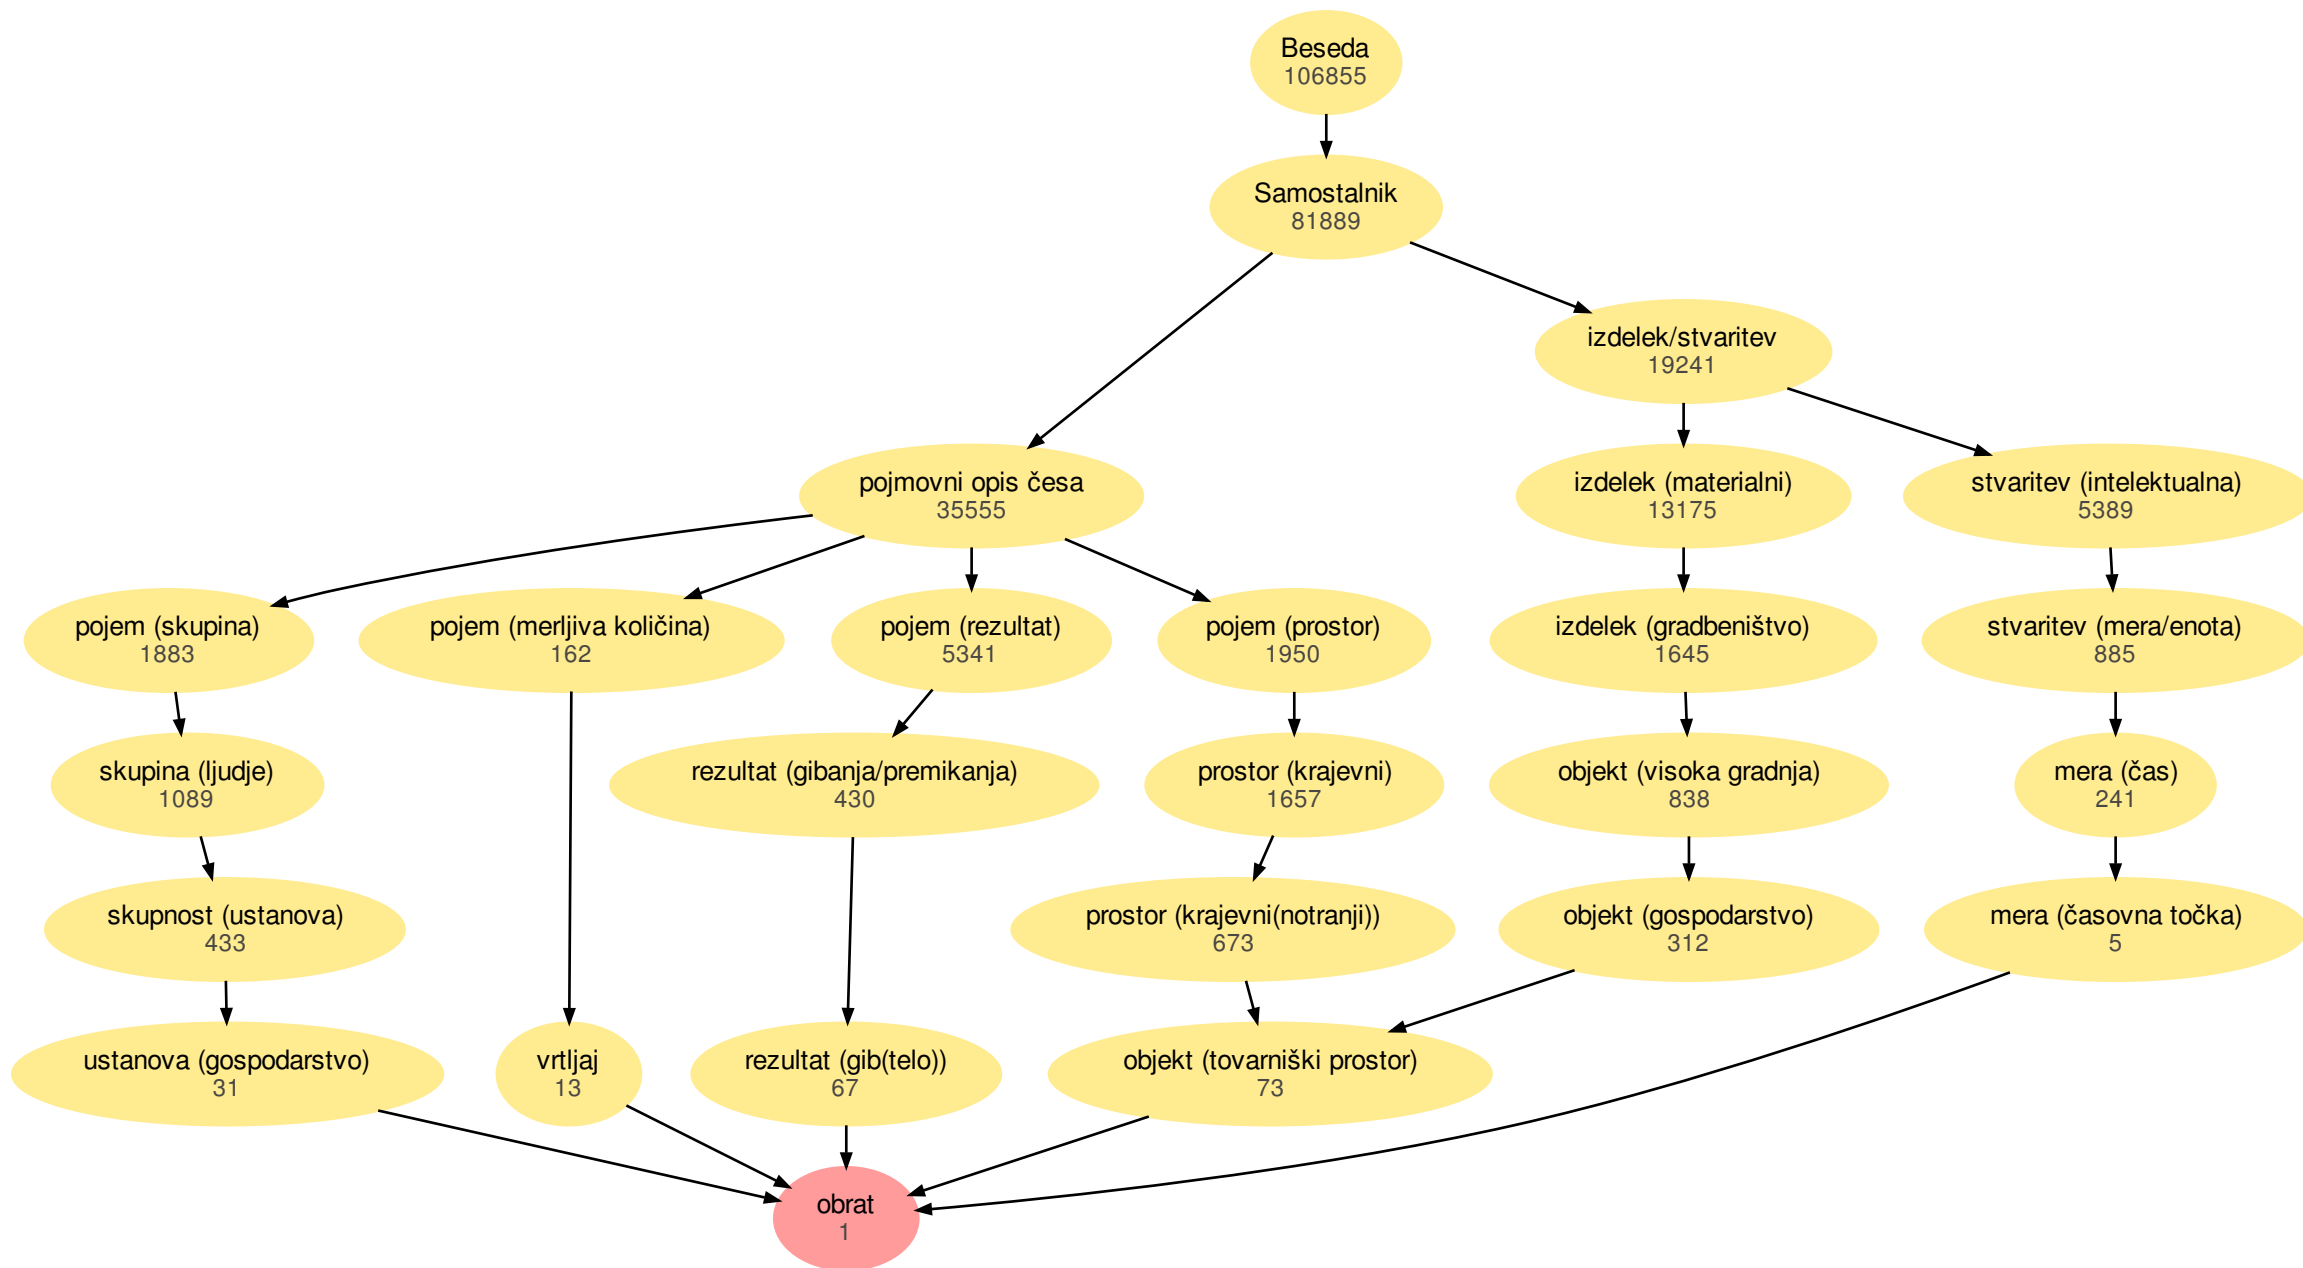 Beseda
106855
Samostalnik
81889
izdelek/stvaritev
19241
pojmovni opis česa
35555
izdelek (materialni)
13175
stvaritev (intelektualna)
5389
pojem (skupina)
1883
pojem (merljiva količina)
162
pojem (rezultat)
5341
pojem (prostor)
1950
izdelek (gradbeništvo)
1645
stvaritev (mera/enota)
885
skupina (ljudje)
1089
rezultat (gibanja/premikanja)
430
prostor (krajevni)
1657
objekt (visoka gradnja)
838
mera (čas)
241
skupnost (ustanova)
433
prostor (krajevni(notranji))
673
objekt (gospodarstvo)
312
mera (časovna točka)
5
ustanova (gospodarstvo)
31
vrtljaj
13
rezultat (gib(telo))
67
objekt (tovarniški prostor)
73
obrat
1